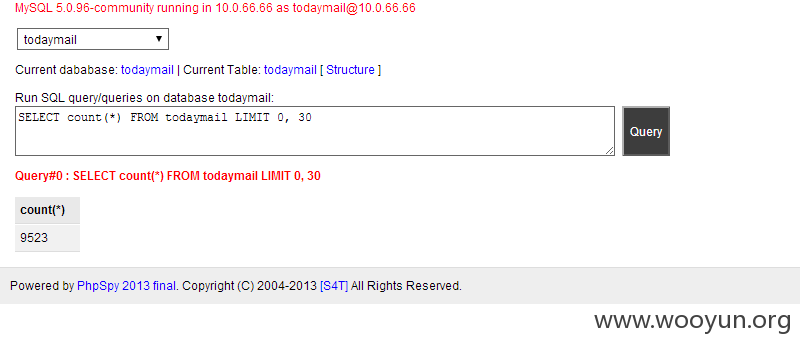 MySQL 5.0.96-community running in 10.0.66.66 as todaymail@10.0.66.66
todaymail
Current dababase: todaymail | Current Table: todaymail [ Structure ]
Run SQL query/queries on database todaymail:
SELECT count(*) FROM todaymail LIMIT 0, 30
Query
Query#0 : SELECT count(*) FROM todaymail LIMIT 0, 30
count(*)
9523
Powered by PhpSpy 2013 final. Copyright (C) 2004-2013 [S4T] All Rights Reserved.
www.wooyun.org